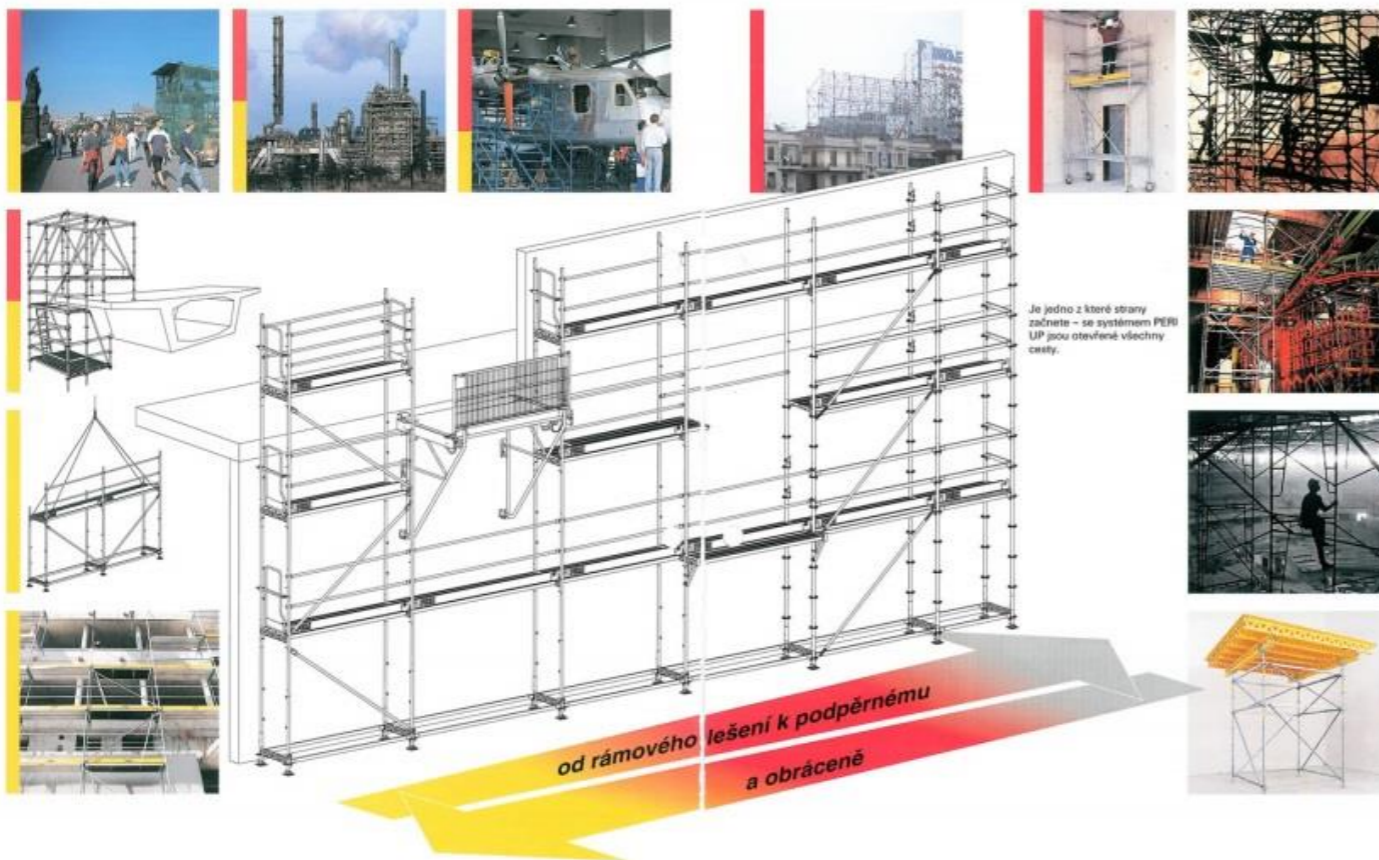 Je jedno z které strany
začnete – se systémem PERI
UP jsou otevřené všechny
cesty.
od rámového lešení k podpěrnému
a obráceně